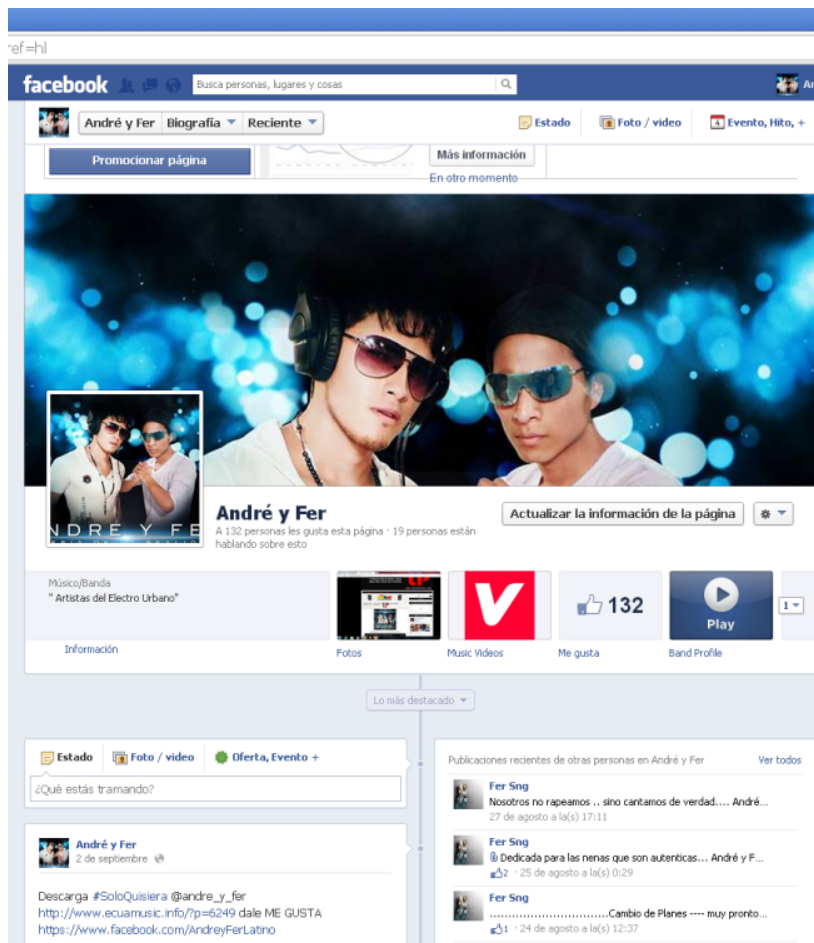 ref=hl
facebook
Busca personas, lugares y cosas
André y Fer Biografía Reciente
Estado Foto / video Evento, Hito, +
Promocionar página
Más información
En otro momento
NDRÉ Y FE
André y Fer
A 132 personas les gusta esta página · 19 personas están
hablando sobre esto
Actualizar la información de la página
Músico/Banda
" Artistas del Electro Urbano"
Información
Fotos
Music Videos
132
Me gusta
Play
Band Profile
1
Lo más destacado
Estado Foto / video Oferta, Evento +
¿Qué estás tramando?
André y Fer
2 de septiembre
Descarga #SoloQuisiera @andre_y_fer
http://www.ecuamusic.info/?p=6249 dale ME GUSTA
https://www.facebook.com/AndreyFerLatino
Publicaciones recientes de otras personas en André y Fer Ver todos
Fer Sng
Nosotros no rapeamos .. sino cantamos de verdad.... André...
27 de agosto a la(s) 17:11
Fer Sng
Dedicada para las nenas que son autenticas... André y F...
2 · 25 de agosto a la(s) 0:29
Fer Sng
.................................Cambio de Planes ---- muy pronto...
1 · 24 de agosto a la(s) 12:37